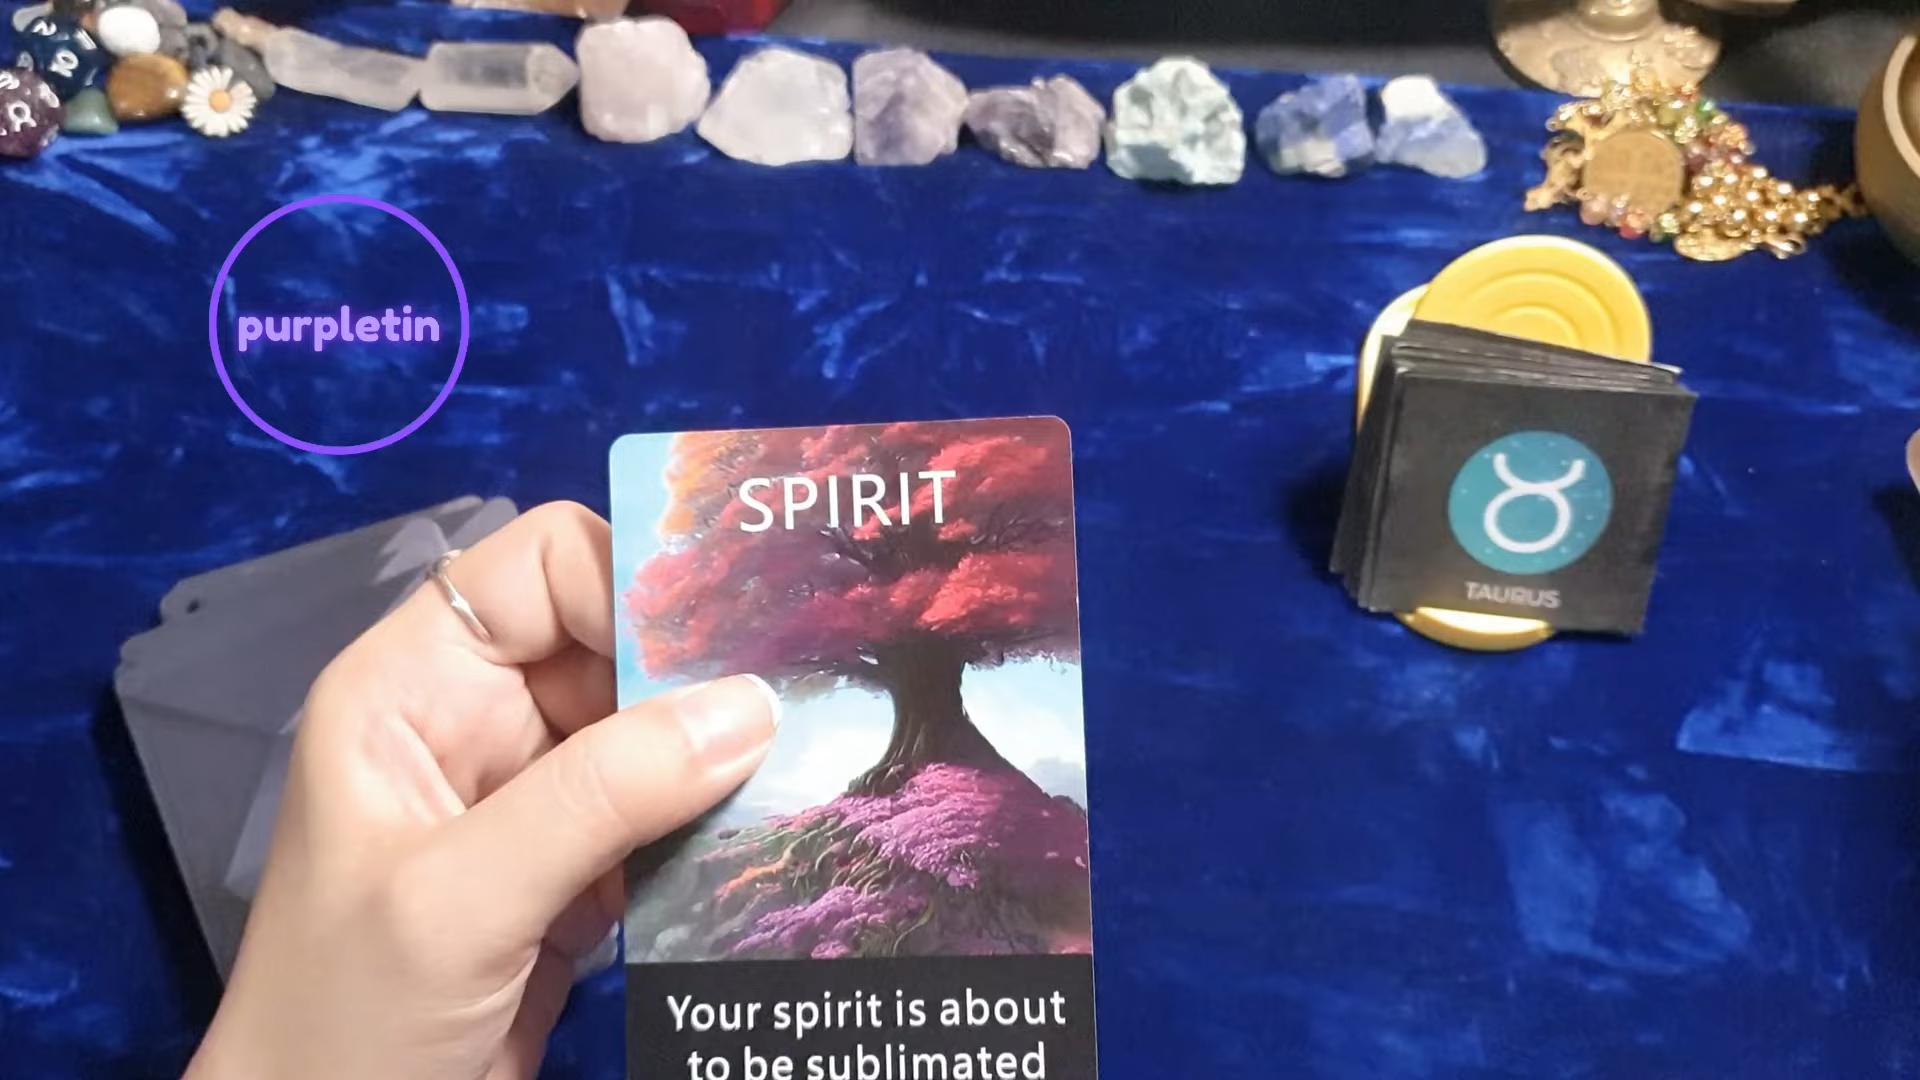 purpletin
SPIRIT
TAURUS
Your spirit is about
to be sublimated